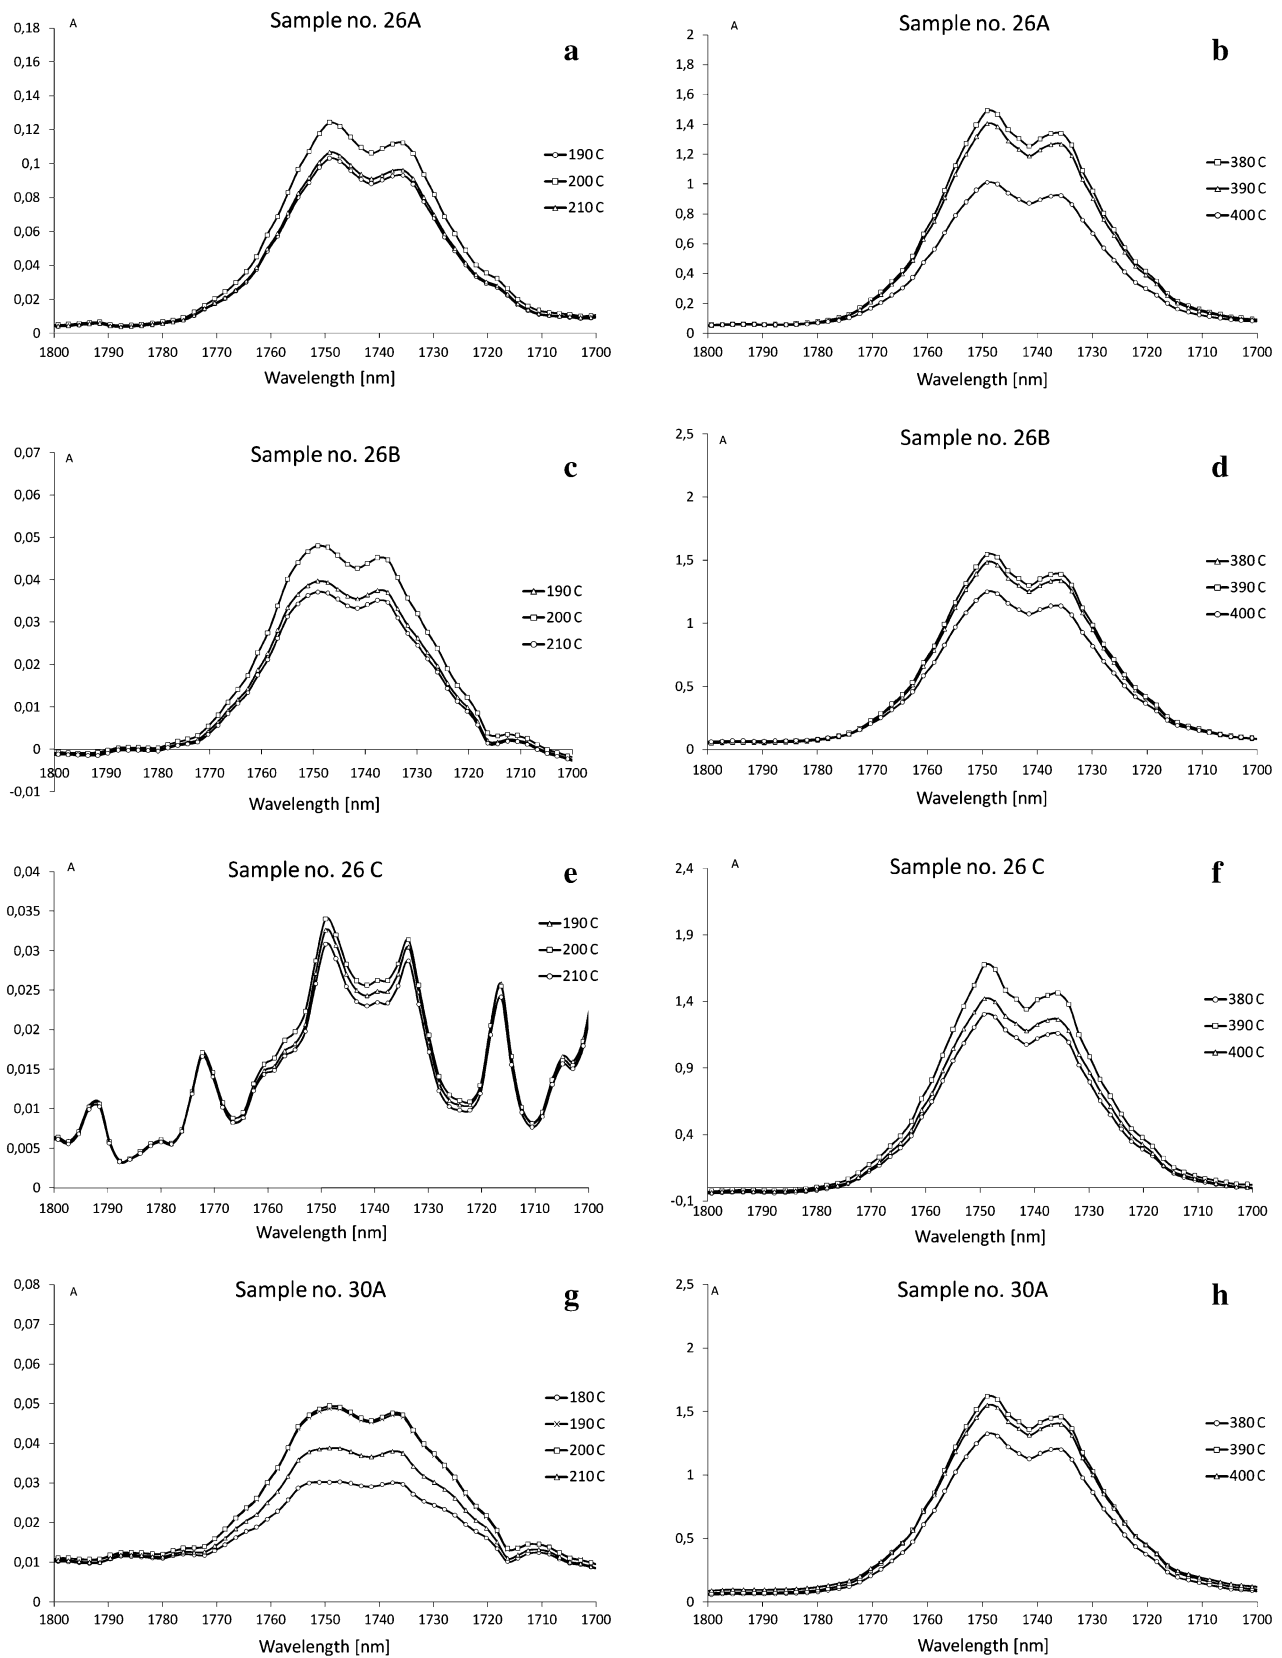 Sample no. 26A
A
a
0,18
0,16
0,14
0,12
0,1
0,08
0,06
0,04
0,02
0
190 C
200 C
210 C
1800 1790 1780 1770 1760 1750 1740 1730 1720 1710 1700
Wavelength [nm]
Sample no. 26A
A
b
2
1,8
1,6
1,4
1,2
1
0,8
0,6
0,4
0,2
0
380 C
390 C
400 C
1800 1790 1780 1770 1760 1750 1740 1730 1720 1710 1700
Wavelength [nm]
Sample no. 26B
A
c
0,07
0,06
0,05
0,04
0,03
0,02
0,01
0
-0,01
190 C
200 C
210 C
1800 1790 1780 1770 1760 1750 1740 1730 1720 1710 1700
Wavelength [nm]
Sample no. 26B
A
d
2,5
2
1,5
1
0,5
0
380 C
390 C
400 C
1800 1790 1780 1770 1760 1750 1740 1730 1720 1710 1700
Wavelength [nm]
Sample no. 26 C
A
e
0,04
0,035
0,03
0,025
0,02
0,015
0,01
0,005
0
190 C
200 C
210 C
1800 1790 1780 1770 1760 1750 1740 1730 1720 1710 1700
Wavelength [nm]
Sample no. 26 C
A
f
2,4
1,9
1,4
0,9
0,4
-0,1
380 C
390 C
400 C
1800 1790 1780 1770 1760 1750 1740 1730 1720 1710 1700
Wavelength [nm]
Sample no. 30A
A
g
0,08
0,07
0,06
0,05
0,04
0,03
0,02
0,01
0
180 C
190 C
200 C
210 C
1800 1790 1780 1770 1760 1750 1740 1730 1720 1710 1700
Wavelength [nm]
Sample no. 30A
A
h
2,5
2
1,5
1
0,5
0
380 C
390 C
400 C
1800 1790 1780 1770 1760 1750 1740 1730 1720 1710 1700
Wavelength [nm]